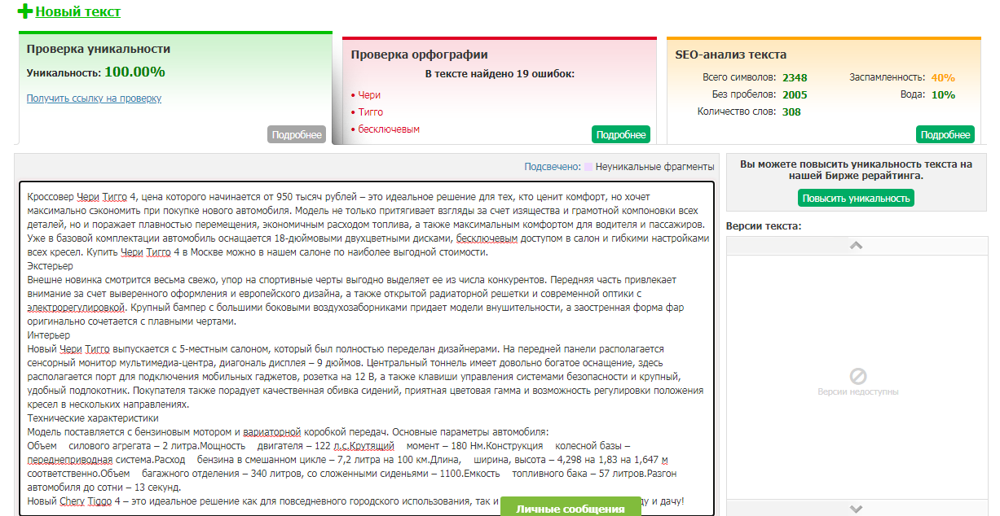 Новый текст
Проверка уникальности
Уникальность: 100.00%
Получить ссылку на проверку
Подробнее
Проверка орфографии
В тексте найдено 19 ошибок:
• Чери
• Тигго
• бесключевым
Подробнее
SEO-анализ текста
Всего символов: 2348
Заспамленность: 40%
Без пробелов: 2005
Вода: 10%
Количество слов: 308
Подробнее
Подсвечено: Неуникальные фрагменты
Кроссовер Чери Тигго 4, цена которого начинается от 950 тысяч рублей – это идеальное решение для тех, кто ценит комфорт, но хочет
максимально сэкономить при покупке нового автомобиля. Модель не только притягивает взгляды за счет изящества и грамотной компоновки всех
деталей, но и поражает плавностью перемещения, экономичным расходом топлива, а также максимальным комфортом для водителя и пассажиров.
Уже в базовой комплектации автомобиль оснащается 18-дюймовыми двухцветными дисками, бесключевым доступом в салон и гибкими настройками
всех кресел. Купить Чери Тигго 4 в Москве можно в нашем салоне по наиболее выгодной стоимости.
Экстерьер
Внешне новинка смотрится весьма свежо, упор на спортивные черты выгодно выделяет ее из числа конкурентов. Передняя часть привлекает
внимание за счет выверенного оформления и европейского дизайна, а также открытой радиаторной решетки и современной оптики с
электрорегулировкой. Крупный бампер с большими боковыми воздухозаборниками придает модели внушительности, а заостренная форма фар
оригинально сочетается с плавными чертами.
Интерьер
Новый Чери Тигго выпускается с 5-местным салоном, который был полностью переделан дизайнерами. На передней панели располагается
сенсорный монитор мультимедиа-центра, диагональ дисплея – 9 дюймов. Центральный тоннель имеет довольно богатое оснащение, здесь
располагается порт для подключения мобильных гаджетов, розетка на 12 В, а также клавиши управления системами безопасности и крупный,
удобный подлокотник. Покупателя также порадует качественная обивка сидений, приятная цветовая гамма и возможность регулировки положения
кресел в нескольких направлениях.
Технические характеристики
Модель поставляется с бензиновым мотором и вариаторной коробкой передач. Основные параметры автомобиля:
Объем силового агрегата – 2 литра.Мощность двигателя – 122 л.с.Крутящий момент – 180 Нм.Конструкция колесной базы –
переднеприводная система.Расход бензина в смешанном цикле – 7,2 литра на 100 км.Длина, ширина, высота – 4,298 на 1,83 на 1,647 м
соответственно.Объем багажного отделения – 340 литров, со сложенными сиденьями – 1100.Емкость топливного бака – 57 литров.Разгон
автомобиля до сотни – 13 секунд.
Новый Chery Tiggo 4 – это идеальное решение как для повседневного городского использования, так и ду и дачу!
Личные сообщения
Вы можете повысить уникальность текста на
нашей Бирже рерайтинга.
Повысить уникальность
Версии текста:
Версии недоступны